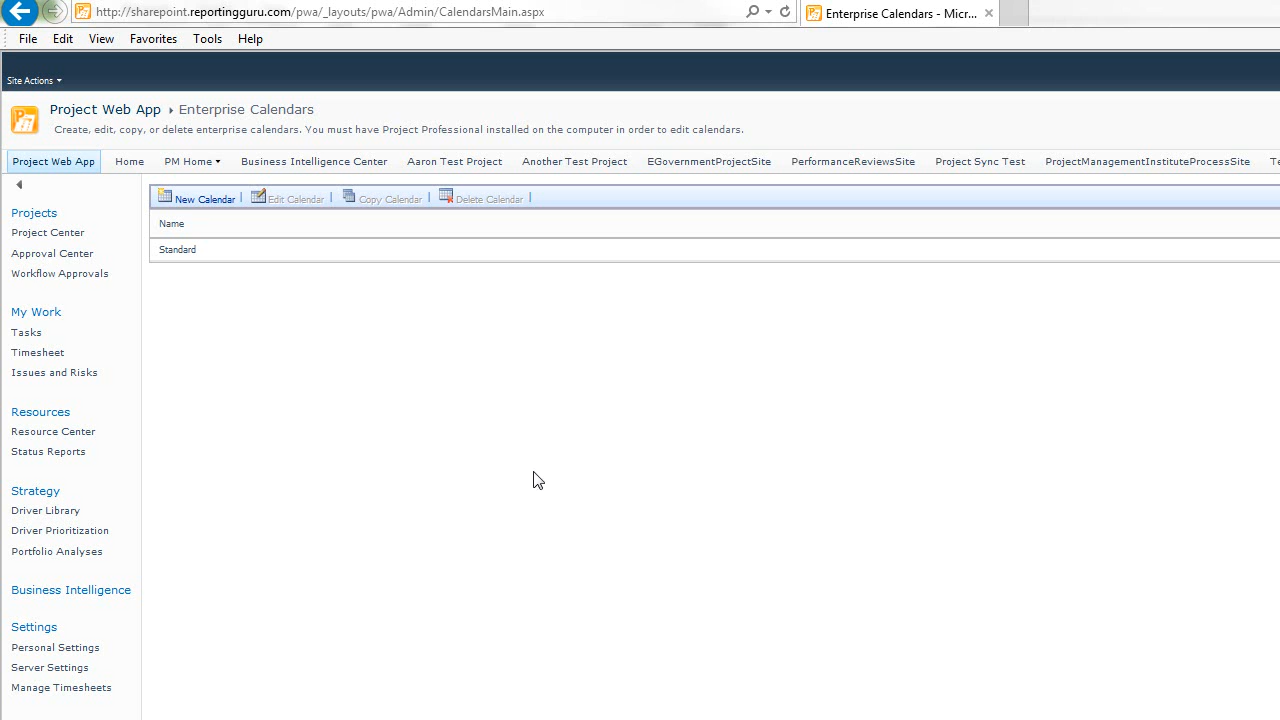 http://sharepoint.reportingguru.com/pwa/_layouts/pwa/Admin/CalendarsMain.aspx
Enterprise Calendars - Micr...
File Edit View Favorites Tools Help
Site Actions
Project Web App Enterprise Calendars
Create, edit, copy, or delete enterprise calendars. You must have Project Professional installed on the computer in order to edit calendars.
Project Web App Home PM Home Business Intelligence Center Aaron Test Project Another Test Project EGovernmentProjectSite PerformanceReviewsSite Project Sync Test ProjectManagementInstituteProcessSite
New Calendar Edit Calendar Copy Calendar Delete Calendar
Name
Standard
Projects
Project Center
Approval Center
Workflow Approvals
My Work
Tasks
Timesheet
Issues and Risks
Resources
Resource Center
Status Reports
Strategy
Driver Library
Driver Prioritization
Portfolio Analyses
Business Intelligence
Settings
Personal Settings
Server Settings
Manage Timesheets